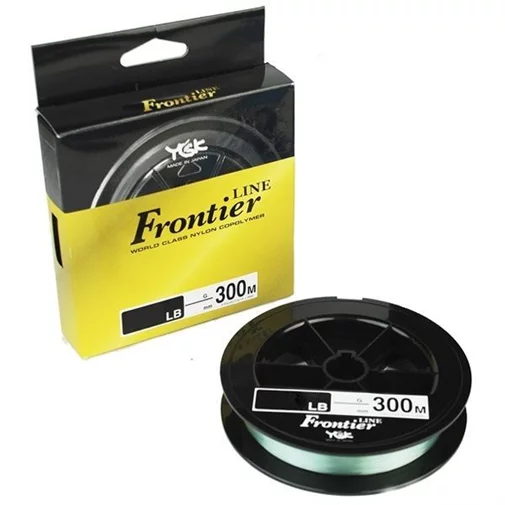 Frontier LINE
YGK
MADE IN JAPAN
Frontier LINE
WORLD CLASS NYLON COPOLYMER
LB G mm 300M
LB G mm 300M
Frontier LINE
YGK